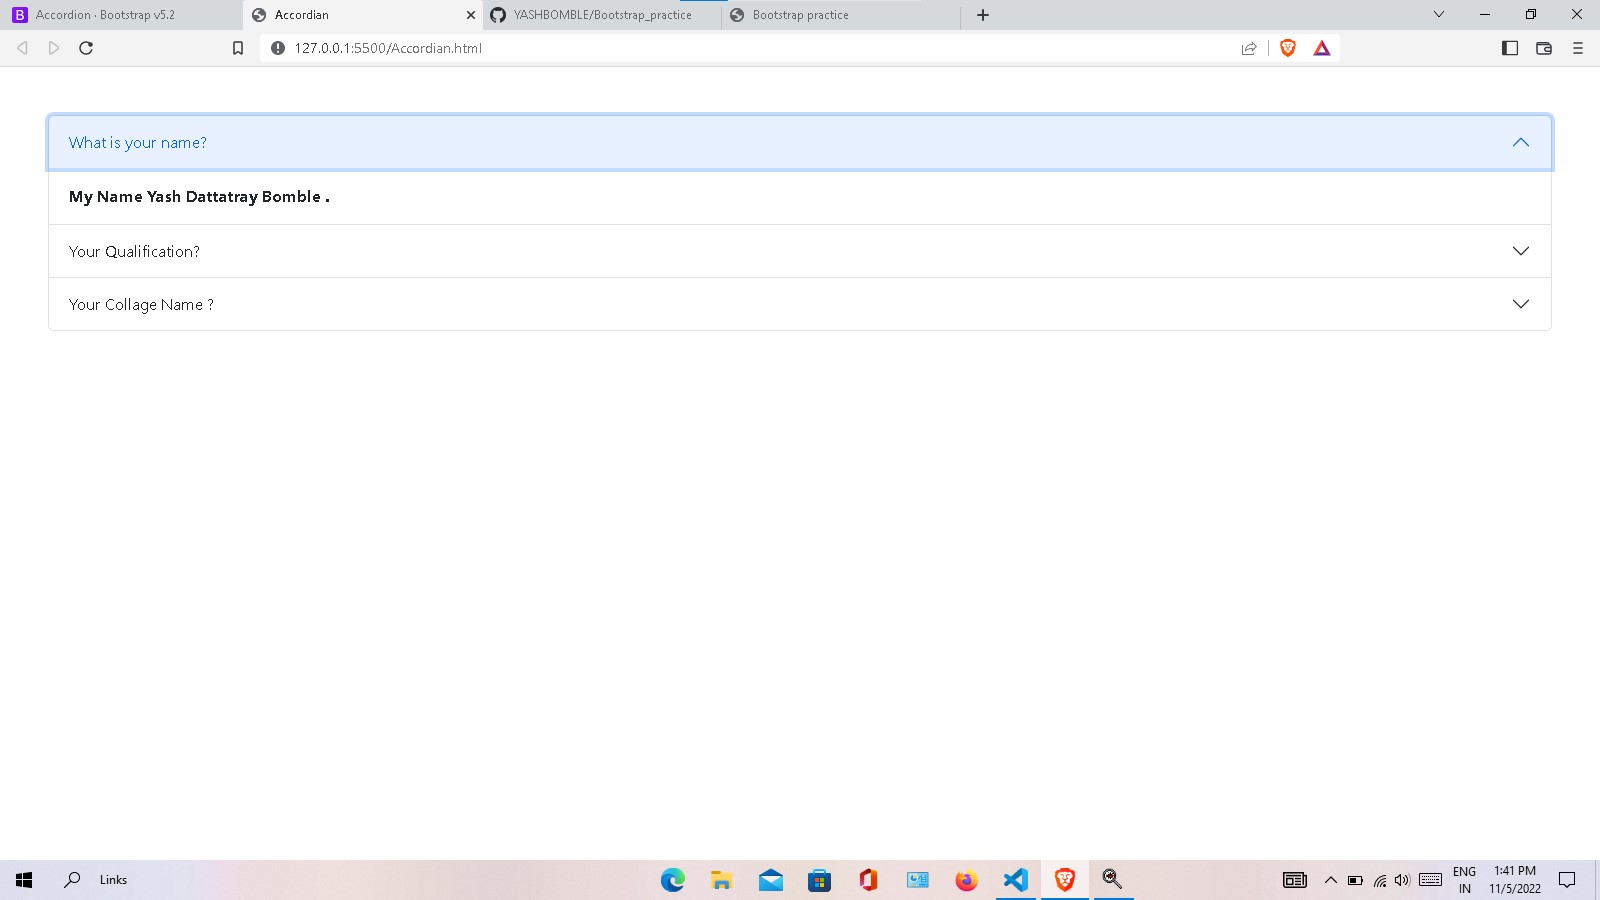 B Accordion · Bootstrap v5.2
Accordian
YASHBOMBLE/Bootstrap_practice
Bootstrap practice
127.0.0.1:5500/Accordian.html
What is your name?
My Name Yash Dattatray Bomble .
Your Qualification?
Your Collage Name ?
Links
ENG
IN
1:41 PM
11/5/2022